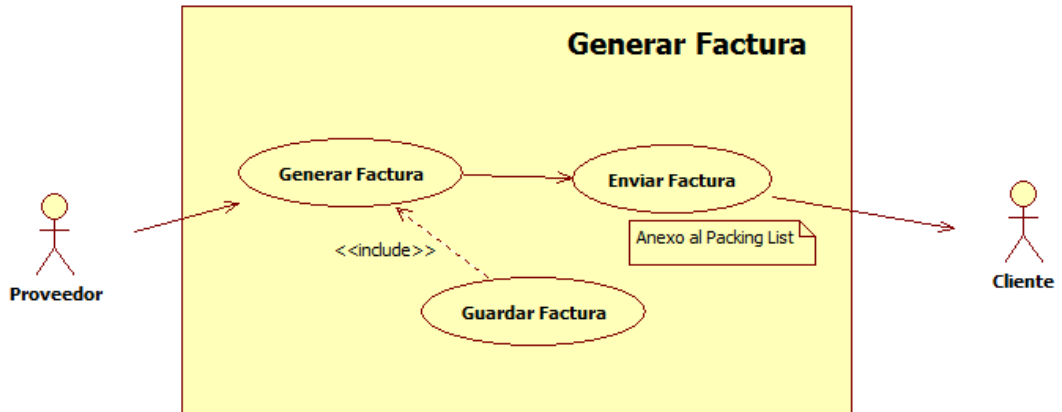 Generar Factura
Generar Factura
Enviar Factura
Anexo al Packing List
<<include>>
Guardar Factura
Proveedor
Cliente